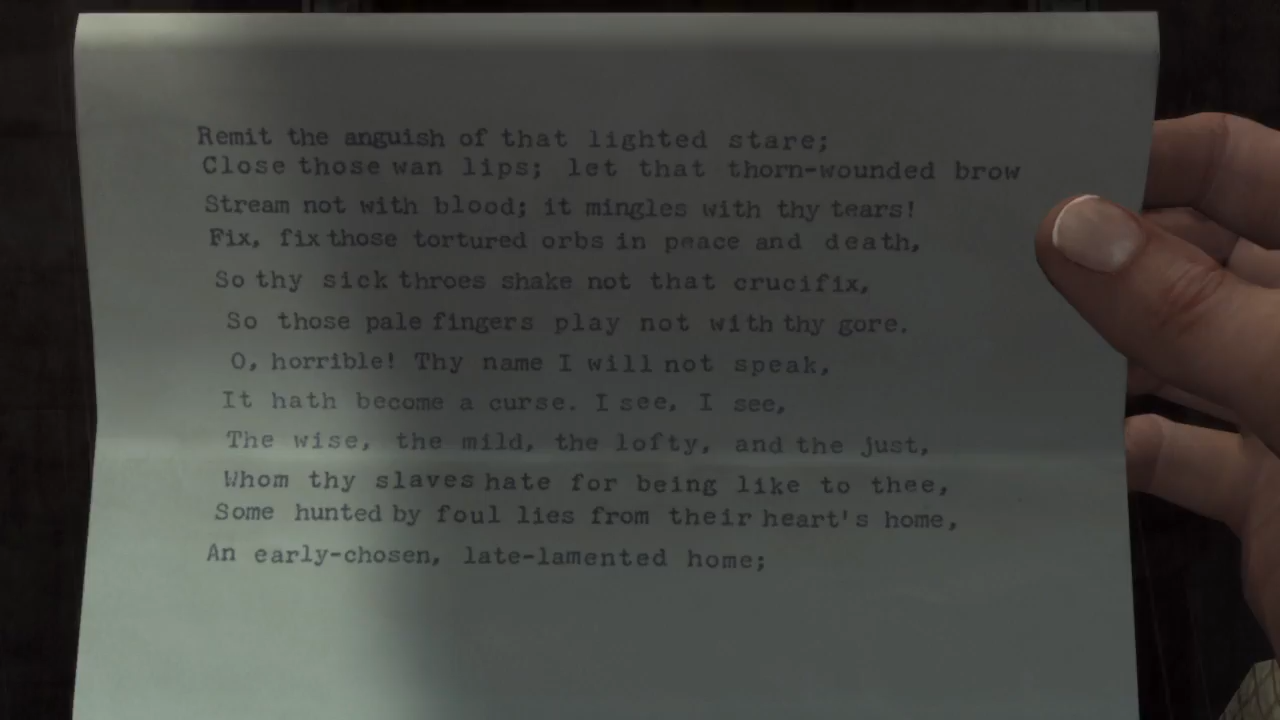 Remit the anguish of that lighted stare;
Close those wan lips; let that thorn-wounded brow
Stream not with blood; it mingles with thy tears!
Fix, fix those tortured orbs in peace and death,
So thy sick throes shake not that crucifix,
So those pale fingers play not with thy gore.
O, horrible! Thy name I will not speak,
It hath become a curse. I see, I see,
The wise, the mild, the lofty, and the just,
Whom thy slaves hate for being like to thee,
Some hunted by foul lies from their heart's home,
An early-chosen, late-lamented home;